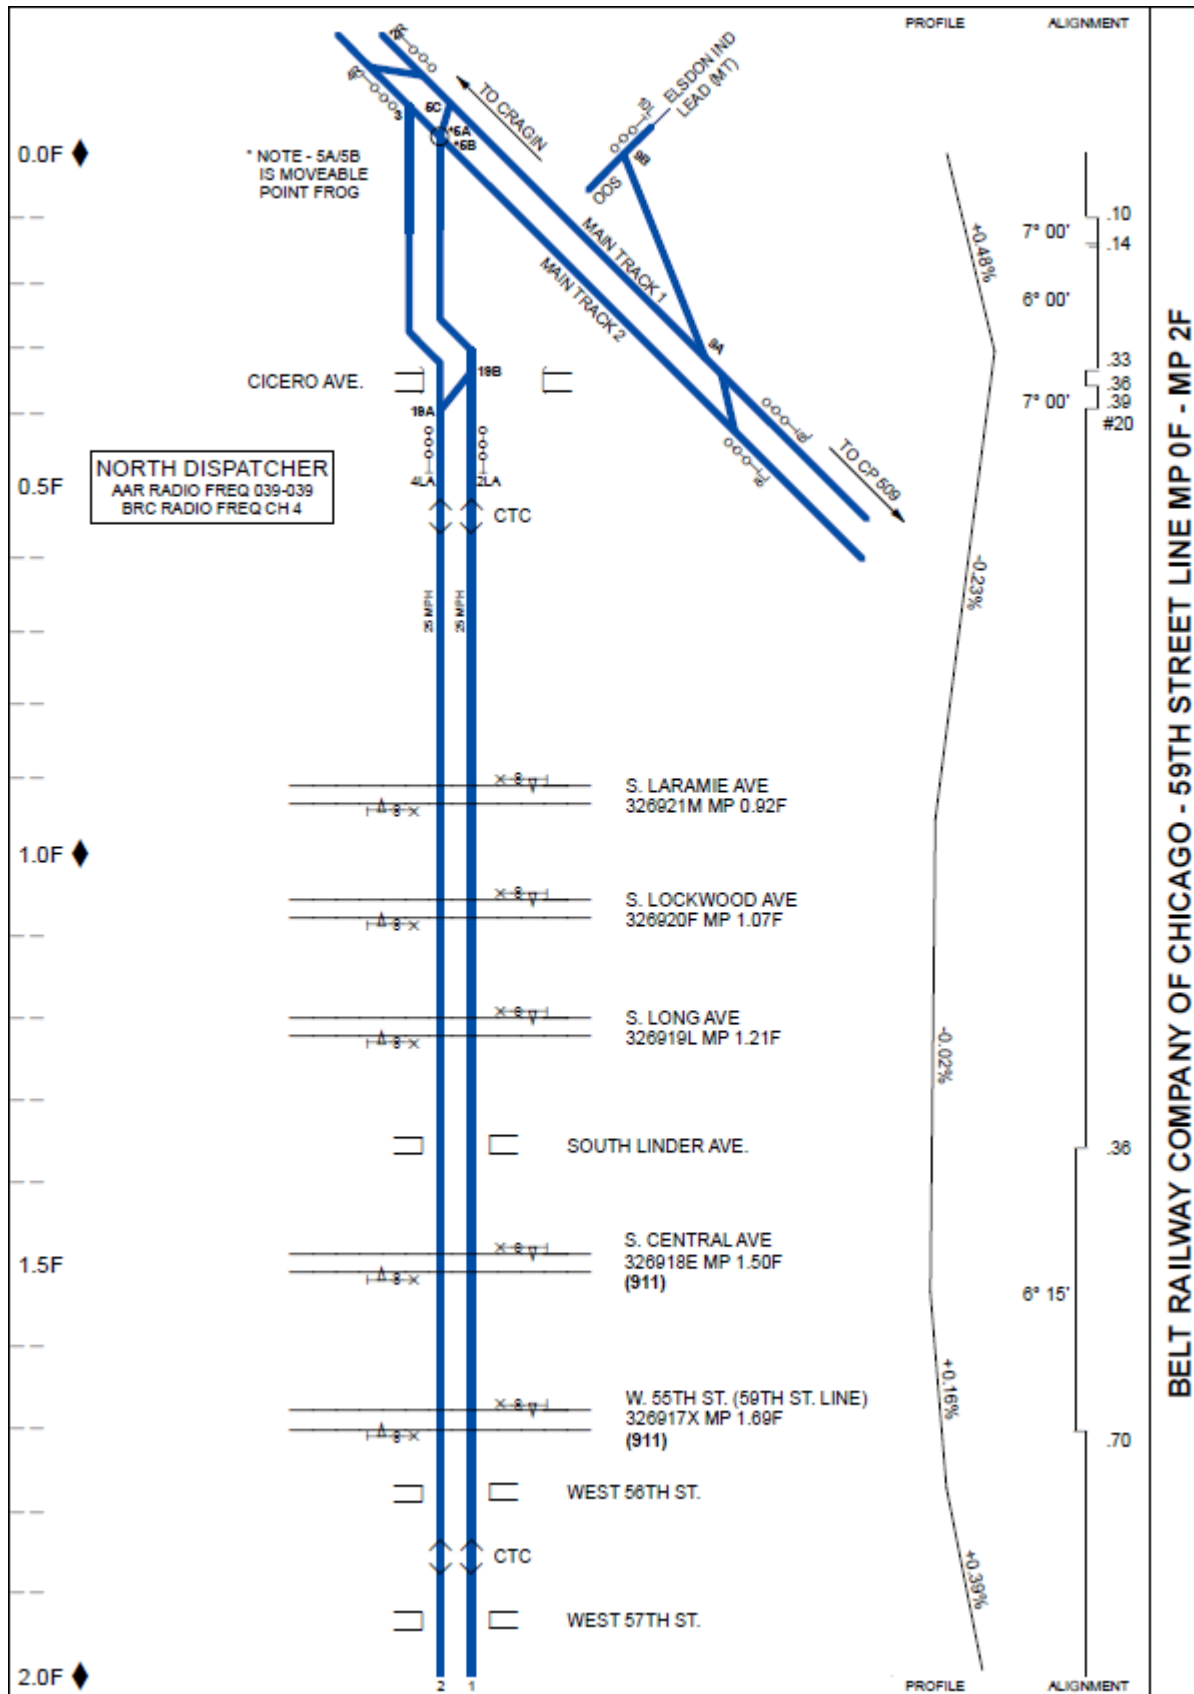 PROFILE
ALIGNMENT
2R
4R
ELSDON IND
LEAD (MT)
TO CRAGIN
10L
5C
*5A
*5B
9B
OOS
0.0F
* NOTE - 5A/5B
IS MOVEABLE
POINT FROG
MAIN TRACK 1
MAIN TRACK 2
+0.48%
7° 00'
.10
.14
6° 00'
9A
CICERO AVE.
19B
19A
.33
.36
7° 00'
.39
#20
TO CP 509
NORTH DISPATCHER
AAR RADIO FREQ 039-039
BRC RADIO FREQ CH 4
0.5F
4LA
2LA
CTC
25 MPH
25 MPH
-0.23%
S. LARAMIE AVE
326921M MP 0.92F
1.0F
S. LOCKWOOD AVE
326920F MP 1.07F
S. LONG AVE
326919L MP 1.21F
-0.02%
SOUTH LINDER AVE.
.36
S. CENTRAL AVE
326918E MP 1.50F
(911)
1.5F
6° 15'
W. 55TH ST. (59TH ST. LINE)
326917X MP 1.69F
(911)
+0.16%
.70
WEST 56TH ST.
CTC
+0.39%
WEST 57TH ST.
2.0F
2
1
PROFILE
ALIGNMENT
BELT RAILWAY COMPANY OF CHICAGO - 59TH STREET LINE MP 0F - MP 2F